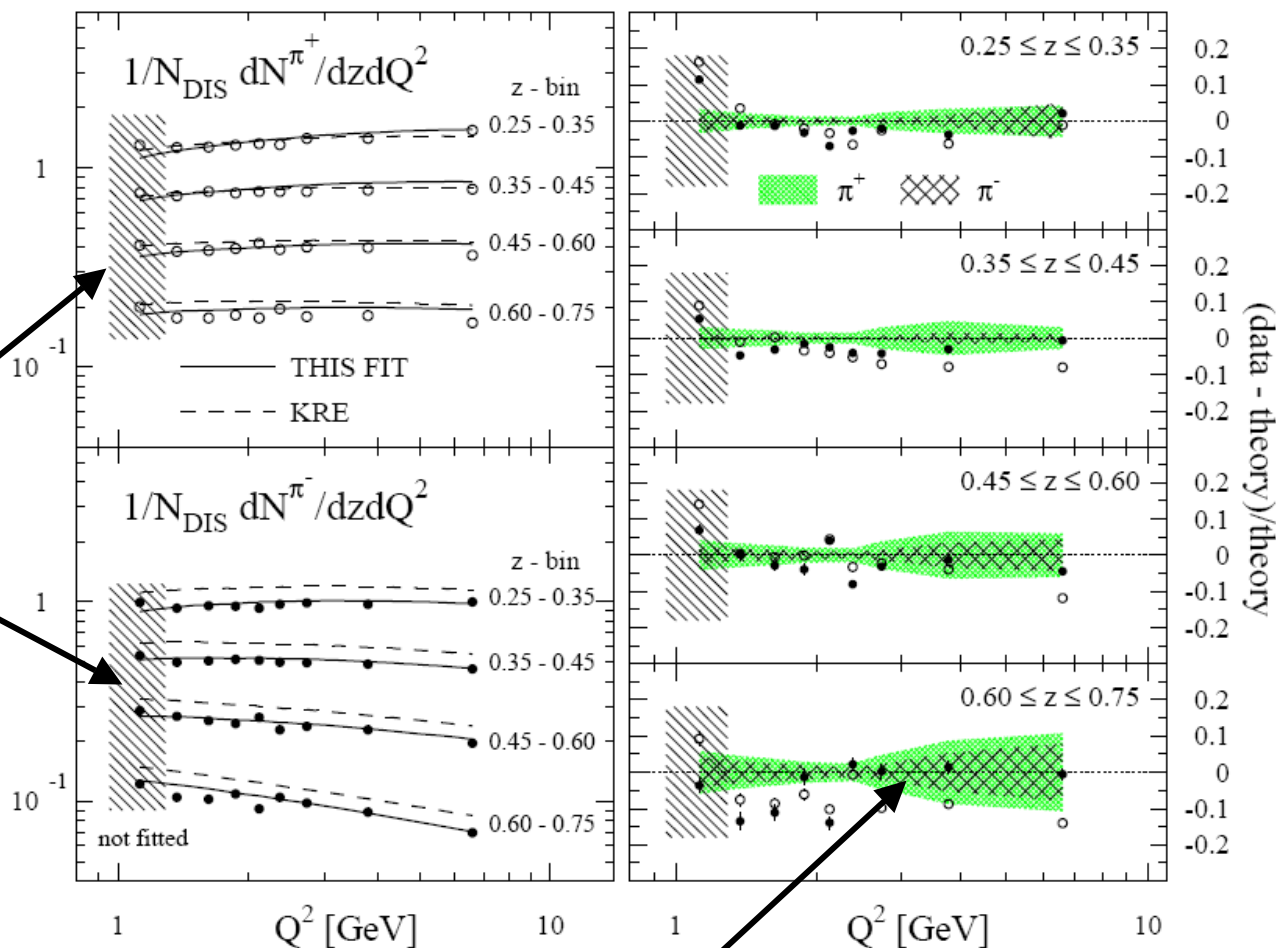 1/N_DIS dN^π+/dzdQ^2
z - bin
0.25 - 0.35
0.35 - 0.45
0.45 - 0.60
0.60 - 0.75
THIS FIT
KRE
1
10^-1
1/N_DIS dN^π-/dzdQ^2
z - bin
0.25 - 0.35
0.35 - 0.45
0.45 - 0.60
0.60 - 0.75
not fitted
1
10^-1
1
10
Q^2 [GeV]
0.25 ≤ z ≤ 0.35
π^+
π^-
0.2
0.1
0
-0.1
-0.2
0.35 ≤ z ≤ 0.45
0.2
0.1
0
-0.1
-0.2
0.45 ≤ z ≤ 0.60
0.2
0.1
0
-0.1
-0.2
0.60 ≤ z ≤ 0.75
0.2
0.1
0
-0.1
-0.2
(data - theory)/theory
1
10
Q^2 [GeV]